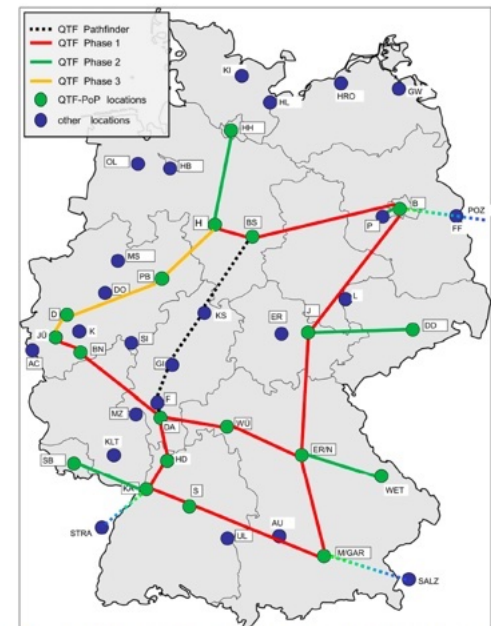 QTF Pathfinder
QTF Phase 1
QTF Phase 2
QTF Phase 3
QTF-PoP locations
other locations
KI
HL
HRO
GW
HH
OL
HB
H
BS
B
P
POZ
FF
MS
PB
DO
D
K
JÜ
BN
AC
SI
KS
GI
ER
J
L
DD
F
MZ
DA
WÜ
KLT
HD
SB
KA
S
ER/N
WET
STRA
UL
AU
M/GAR
SALZ